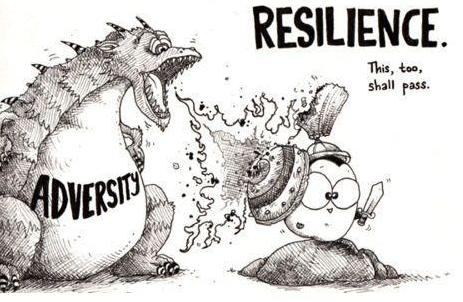 RESILIENCE.
This, too,
shall pass.
ADVERSITY